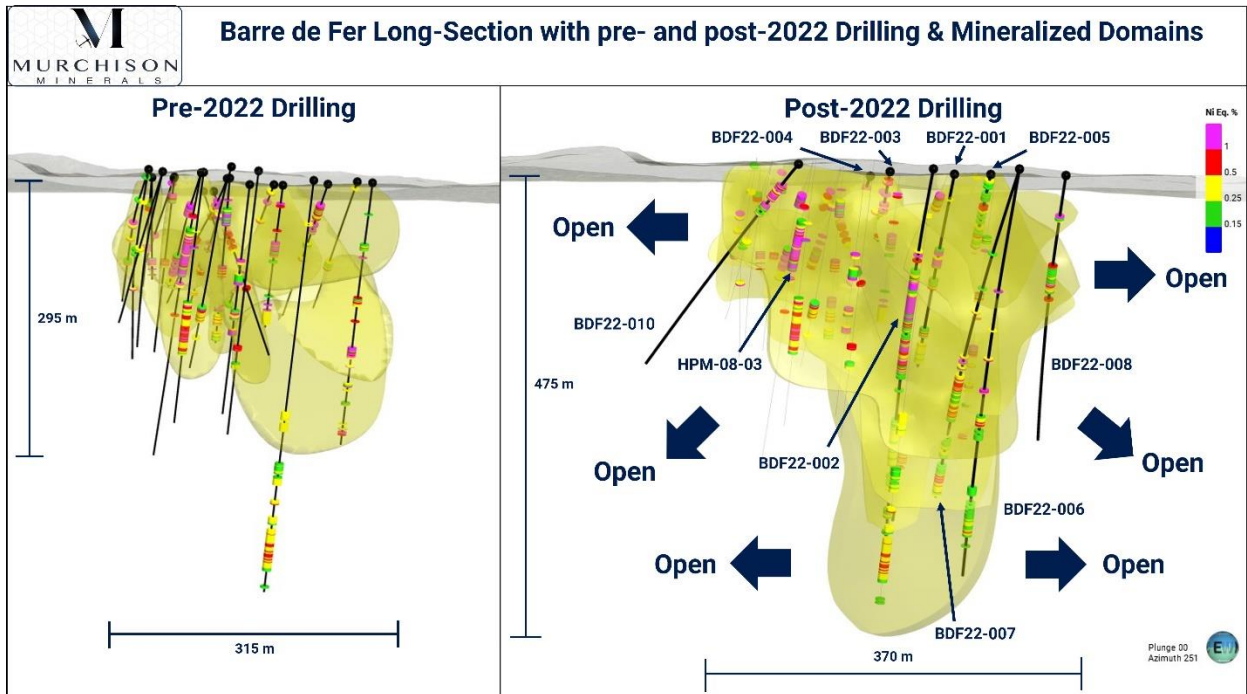 Barre de Fer Long-Section with pre- and post-2022 Drilling & Mineralized Domains
M
MURCHISON
MINERALS
Pre-2022 Drilling
295 m
315 m
Post-2022 Drilling
BDF22-004
BDF22-003
BDF22-001
BDF22-005
Ni Eq. %
1
0.5
0.25
0.15
Open
Open
BDF22-010
HPM-08-03
BDF22-008
475 m
BDF22-002
Open
Open
BDF22-006
Open
Open
BDF22-007
370 m
Plunge 00
Azimuth 251
EW